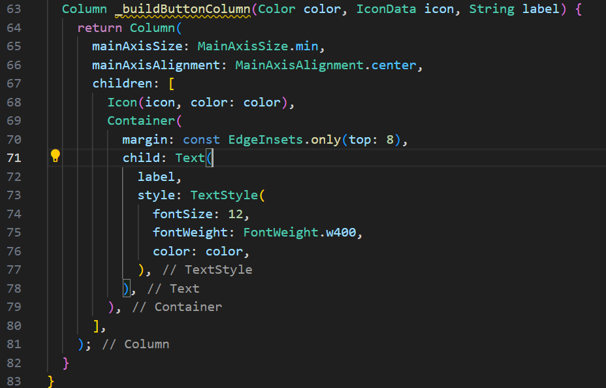 63 Column _buildButtonColumn(Color color, IconData icon, String label) {
64 return Column(
65 mainAxisSize: MainAxisSize.min,
66 mainAxisAlignment: MainAxisAlignment.center,
67 children: [
68 Icon(icon, color: color),
69 Container(
70 margin: const EdgeInsets.only(top: 8),
71 child: Text(
72 label,
73 style: TextStyle(
74 fontSize: 12,
75 fontWeight: FontWeight.w400,
76 color: color,
77 ), // TextStyle
78 ), // Text
79 ), // Container
80 ],
81 ); // Column
82 }
83 }